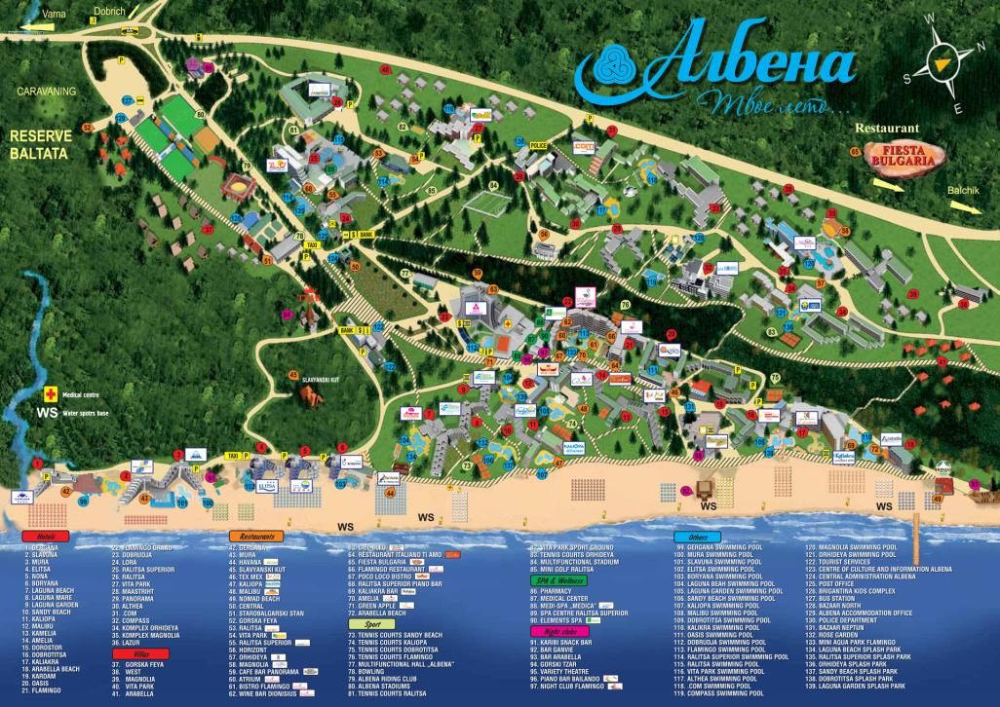 Varna
Dobrich
CARAVANING
RESERVE
BALTATA
Албена
Твое лето...
W
N
S
E
Restaurant
FIESTA
BULGARIA
Balchik
POLICE
TAXI
BANK
BANK
SLAVYANSKI KUT
Medical centre
WS Water spotrs base
TAXI
WS
WS
WS
WS
Hotels
1. GERGANA
2. SLAVUNA
3. MURA
4. ELITSA
5. NONA
6. BORYANA
7. LAGUNA BEACH
8. LAGUNA MARE
9. LAGUNA GARDEN
10. SANDY BEACH
11. KALIOPA
12. MALIBU
13. KAMELIA
14. AMELIA
15. DOROSTOR
16. DOBROTITSA
17. KALIAKRA
18. ARABELLA BEACH
19. KARDAM
20. OASIS
21. FLAMINGO
22. FLAMINGO GRAND
23. DOBRUDJA
24. LORA
25. RALITSA SUPERIOR
26. RALITSA
27. VITA PARK
28. MAESTRAL
29. PANORAMA
30. ALTHEA
31. .COM
32. COMPASS
34. KOMPLEX ORHIDEYA
35. KOMPLEX MAGNOLIA
36. LAZUR
Villas
37. GORSKA FEYA
38. WEST
39. MAGNOLIA
40. VITA PARK
41. ARABELLA
Restaurants
42. GERGANA
43. MURA
44. HAVANA
45. SLAVYANSKI KUT
46. TEX MEX
47. KALIOPA
48. MALIBU
49. NOMAD BEACH
50. CENTRAL
51. STAROBALGARSKI STAN
52. GORSKA FEYA
53. RALITSA
54. VITA PARK
55. RALITSA SUPERIOR
56. HORIZONT
57. ORHIDEYA
58. MAGNOLIA
59. CAFE BAR PANORAMA
60. ATRIUM
61. BISTRO FLAMINGO
62. WINE BAR DIONISIUS
64. RESTAURANT ITALIANO TI AMO
65. FIESTA BULGARIA
66. FLAMINGO RESTAURANT
67. POCO LOCO BISTRO
68. RALITSA SUPERIOR PIANO BAR
69. KALIAKRA BAR
70. AMELIA
71. GREEN APPLE
72. ARABELLA BEACH
Sport
73. TENNIS COURTS SANDY BEACH
74. TENNIS COURTS KALIOPA
75. TENNIS COURTS DOBROTITSA
76. TENNIS COURTS FLAMINGO
77. MULTIFUNCTIONAL HALL „ALBENA"
78. BOWLING
79. ALBENA RIDING CLUB
80. ALBENA STADIUMS
81. TENNIS COURTS RALITSA
82. VITA PARK SPORT GROUND
83. TENNIS COURTS ORHIDEYA
84. MULTIFUNCTIONAL STADIUM
85. MINI GOLF RALITSA
SPA & Wellness
86. PHARMACY
87. MEDICAL CENTER
88. MEDI-SPA „MEDICA"
89. SPA CENTRE RALITSA SUPERIOR
90. ELEMENTS SPA
Night clubs
91. KARIBI SNACK BAR
92. BAR GANVIE
93. BAR ARABELLA
94. GORSKI TZAR
95. VARIETY THEATRE
96. PIANO BAR BAILANDO
97. NIGHT CLUB FLAMINGO
Others
99. GERGANA SWIMMING POOL
100. MURA SWIMMING POOL
101. SLAVUNA SWIMMING POOL
102. ELITSA SWIMMING POOL
103. BORYANA SWIMMING POOL
104. LAGUNA BEAH SWIMMING POOL
105. LAGUNA GARDEN SWIMMING POOL
106. SANDY BEACH SWIMMING POOL
107. KALIOPA SWIMMING POOL
108. MALIBU SWIMMING POOL
109. DOBROTITSA SWIMMING POOL
110. KALIKRA SWIMMING POOL
111. OASIS SWIMMING POOL
112. DOBRUDJA SWIMMING POOL
113. FLAMINGO SWIMMING POOL
114. RALITSA SUPERIOR SWIMMING POOL
115. RALITSA SWIMMING POOL
116. VITA PARK SWIMMING POOL
117. ALTHEA SWIMMING POOL
118. .COM SWIMMING POOL
119. COMPASS SWIMMING POOL
120. MAGNOLIA SWIMMING POOL
121. ORHIDEYA SWIMMING POOL
122. TOURIST SERVICES
123. CENTRE OF CULTURE AND INFORMATION ALBENA
124. CENTRAL ADMINISTRATION ALBENA
125. POST OFFICE
126. BRIGANTINA KIDS COMPLEX
127. BUS STATION
128. BAZAAR NORTH
129. ALBENA ACCOMMODATION OFFICE
130. POLICE DEPARTMENT
131. BAZAAR NEPTUN
132. ROSE GARDEN
133. MINI AQUA PARK FLAMINGO
134. LAGUNA BEACH SPLASH PARK
135. RALITSA SUPERIOR SPLASH PARK
136. ORHIDEYA SPLASH PARK
137. SANDY BEACH SPLASH PARK
138. DOBROTITSA SPLASH PARK
139. LAGUNA GARDEN SPLASH PARK